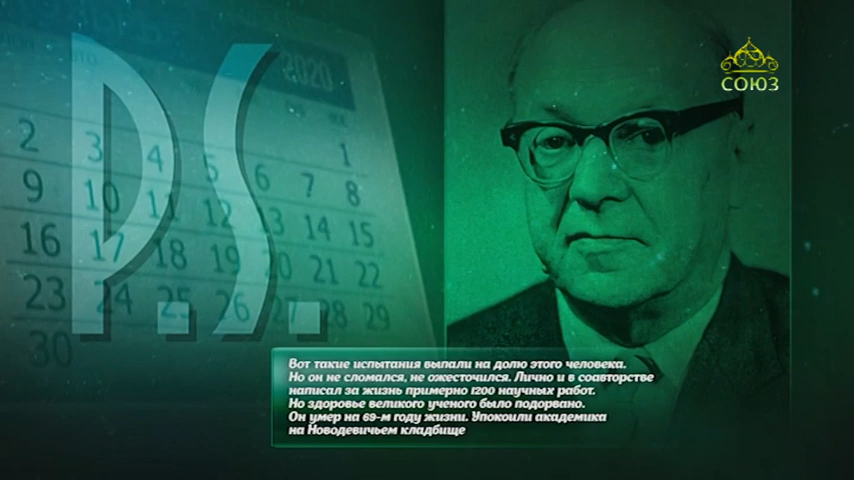 P.S.
2020
1
2 3 4 5 6 7 8
9 10 11 12 13 14 15
16 17 18 19 20 21 22
23 24 25 26 27 28 29
30
СОЮЗ
Вот такие испытания выпали на долю этого человека.
Но он не сломался, не ожесточился. Лично и в соавторстве
написал за жизнь примерно 1200 научных работ.
Но здоровье великого ученого было подорвано.
Он умер на 69-м году жизни. Упокоили академика
на Новодевичьем кладбище